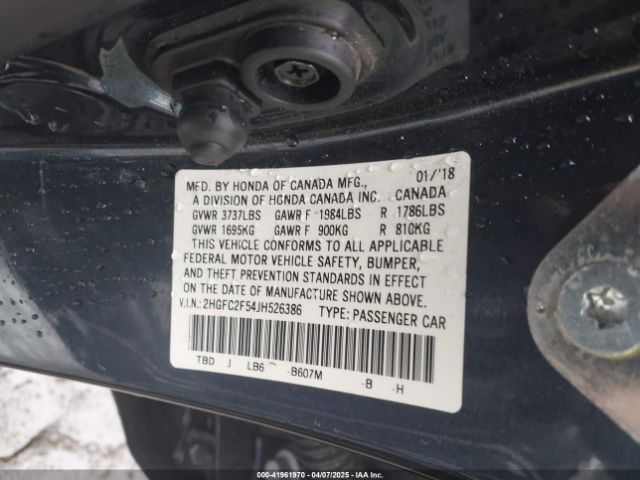 MFD. BY HONDA OF CANADA MFG., 01/'18
A DIVISION OF HONDA CANADA INC. CANADA
GVWR 3737LBS GAWR F 1984LBS R 1786LBS
GVWR 1695KG GAWR F 900KG R 810KG
THIS VEHICLE CONFORMS TO ALL APPLICABLE
FEDERAL MOTOR VEHICLE SAFETY, BUMPER,
AND THEFT PREVENTION STANDARDS IN EFFECT
ON THE DATE OF MANUFACTURE SHOWN ABOVE.
V.I.N.: 2HGFC2F54JH526386 TYPE: PASSENGER CAR
TBD J LB6 -B607M -B -H
000-41961970 04/07/2025 IAAI.COM